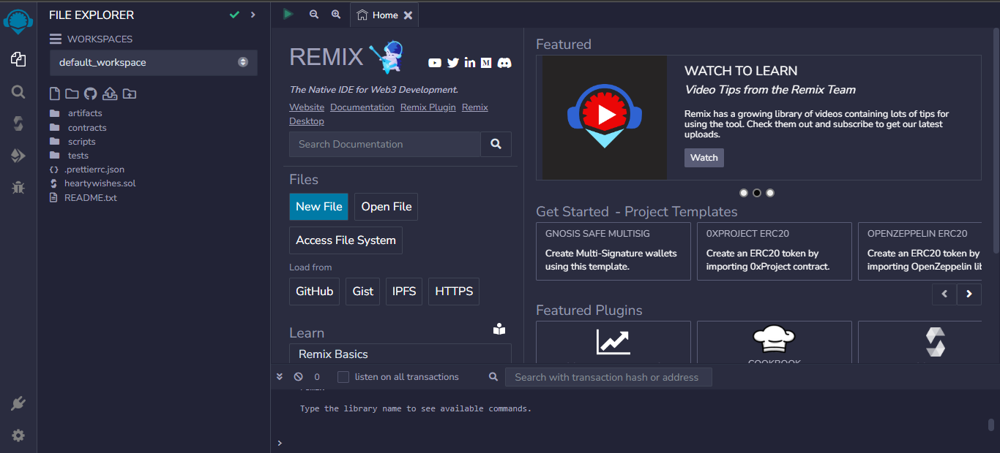 FILE EXPLORER
WORKSPACES
default_workspace
artifacts
contracts
scripts
tests
.prettierrc.json
heartywishes.sol
README.txt
Home
REMIX
The Native IDE for Web3 Development.
Website Documentation Remix Plugin Remix
Desktop
Search Documentation
Files
New File Open File
Access File System
Load from
GitHub Gist IPFS HTTPS
Learn
Remix Basics
Featured
WATCH TO LEARN
Video Tips from the Remix Team
Remix has a growing library of videos containing lots of tips for
using the tool. Check them out and subscribe to get our latest
uploads.
Watch
Get Started - Project Templates
GNOSIS SAFE MULTISIG
Create Multi-Signature wallets
using this template.
0XPROJECT ERC20
Create an ERC20 token by
importing 0xProject contract.
OPENZEPPELIN ERC20
Create an ERC20 token by
importing OpenZeppelin lib
Featured Plugins
COOKBOOK
0 listen on all transactions Search with transaction hash or address
Type the library name to see available commands.
>